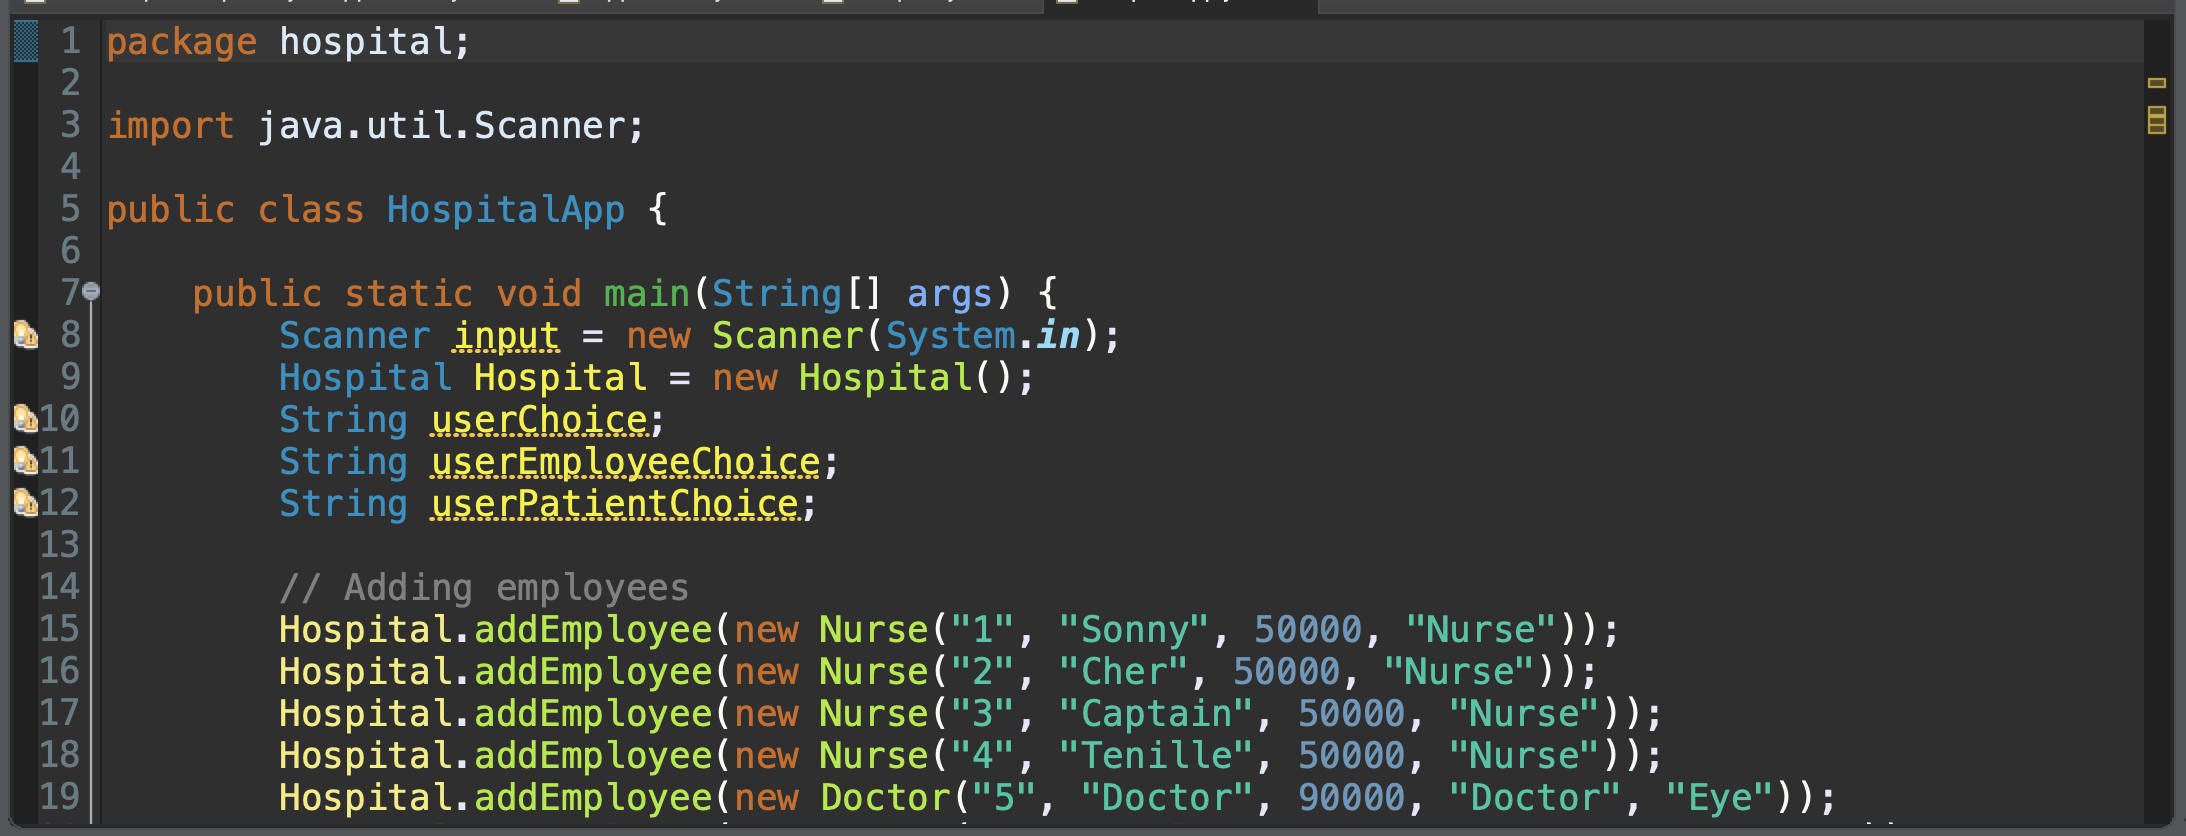 1 package hospital;
2
3 import java.util.Scanner;
4
5 public class HospitalApp {
6
7 public static void main(String[] args) {
8 Scanner input = new Scanner(System.in);
9 Hospital Hospital = new Hospital();
10 String userChoice;
11 String userEmployeeChoice;
12 String userPatientChoice;
13
14 // Adding employees
15 Hospital.addEmployee(new Nurse("1", "Sonny", 50000, "Nurse"));
16 Hospital.addEmployee(new Nurse("2", "Cher", 50000, "Nurse"));
17 Hospital.addEmployee(new Nurse("3", "Captain", 50000, "Nurse"));
18 Hospital.addEmployee(new Nurse("4", "Tenille", 50000, "Nurse"));
19 Hospital.addEmployee(new Doctor("5", "Doctor", 90000, "Doctor", "Eye"));